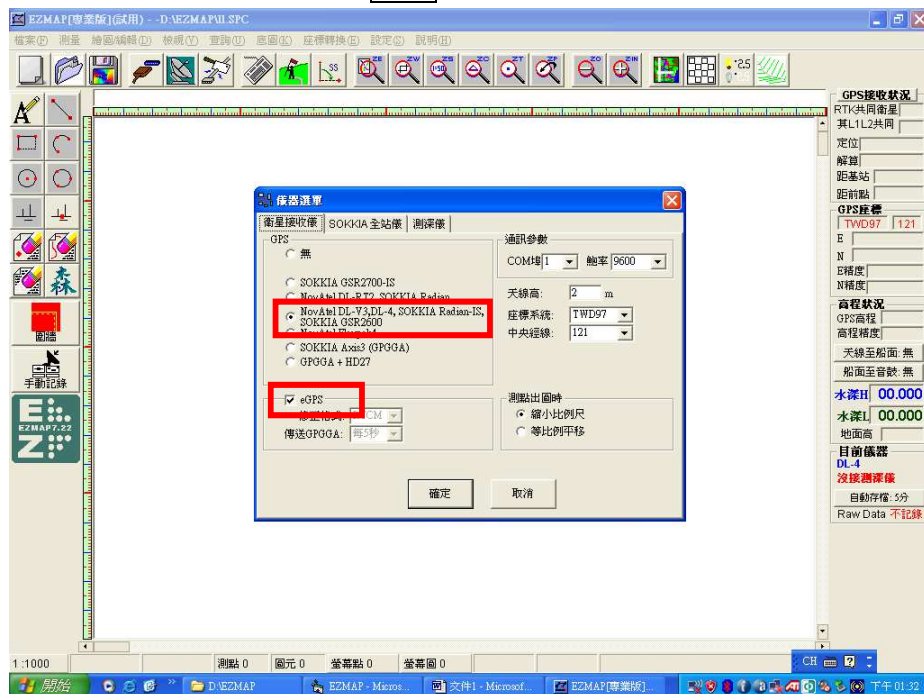 EZMAP[專業版](試用) - -D:\EZMAP\11.SPC
檔案(F) 測量 繪圖/編輯(D) 檢視(V) 查詢(U) 底圖(K) 座標轉換(E) 設定(G) 說明(H)
GPS接收狀況
RTK共同衛星
其L1L2共同
定位
解算
距基站
距前點
GPS座標
TWD97 121
E
N
E精度
N精度
高程狀況
GPS高程
高程精度
天線至船面: 無
船面至音鼓: 無
水深H 00.000
水深L 00.000
地面高
目前儀器
DL-4
沒接測深儀
自動存檔: 5分
Raw Data 不記錄
圖牆
手動記錄
EZMAP7.22
儀器選單
衛星接收儀 SOKKIA 全站儀 測深儀
GPS
無
SOKKIA GSR2700-IS
NovAtel DL-RT2, SOKKIA Radian
NovAtel DL-V3,DL-4, SOKKIA Radian-IS,
SOKKIA GSR2600
SOKKIA Axis3 (GPGGA)
GPGGA + HD27
eGPS
傳送GPGGA: 每5秒
通訊參數
COM埠 1 鮑率 9600
天線高: 2 m
座標系統: TWD97
中央經線: 121
測點出圖時
縮小比例尺
等比例平移
確定 取消
1 :1000 測點 0 圖元 0 螢幕點 0 螢幕圖 0
CH
開始 D:\EZMAP EZMAP - Micros... 文件1 - Microsof... EZMAP[專業版]... 下午 01:32